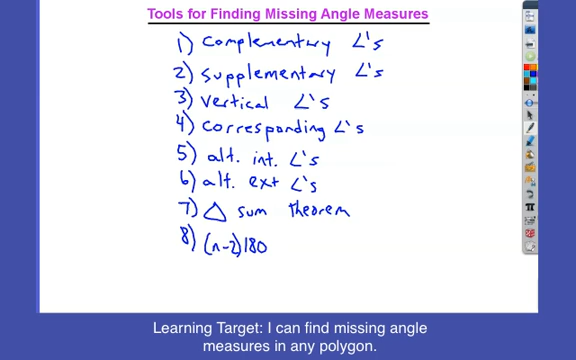 Tools for Finding Missing Angle Measures
1) complementary ∠'s
2) supplementary ∠'s
3) vertical ∠'s
4) corresponding ∠'s
5) alt. int. ∠'s
6) alt. ext ∠'s
7) △ sum theorem
8) (n-2)180
Learning Target: I can find missing angle
measures in any polygon.